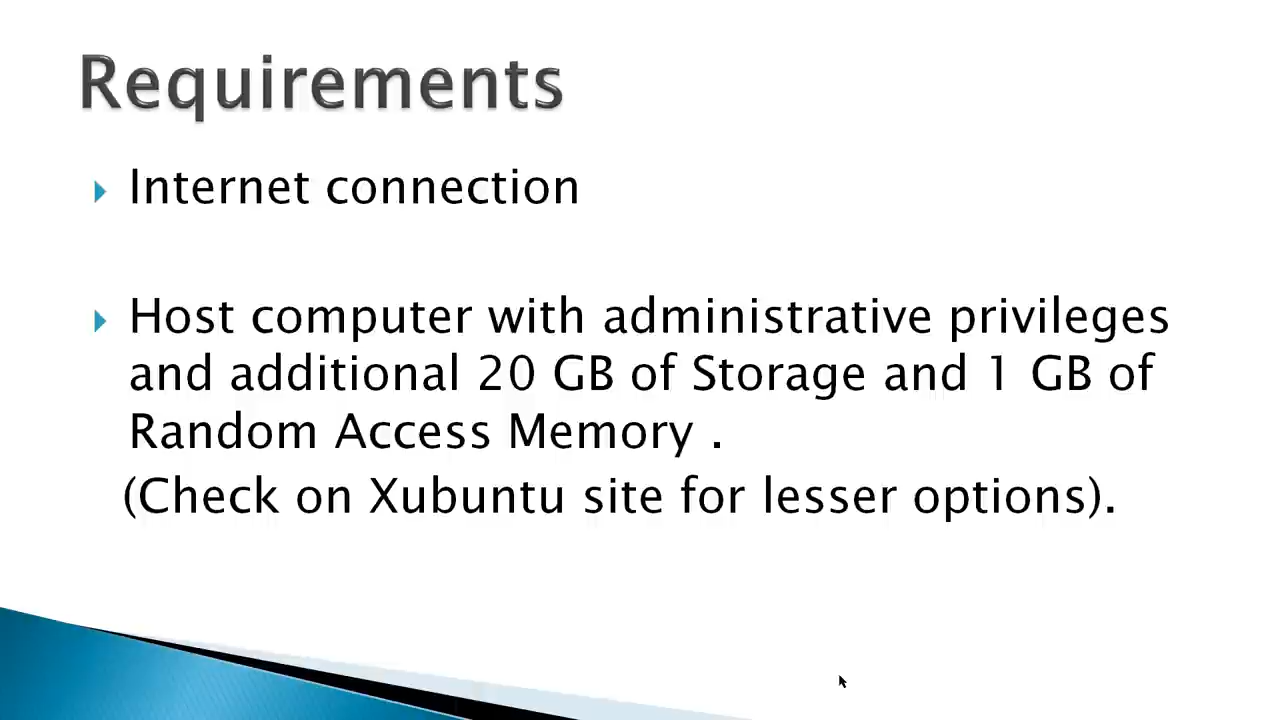 Requirements
Internet connection
Host computer with administrative privileges
and additional 20 GB of Storage and 1 GB of
Random Access Memory .
(Check on Xubuntu site for lesser options).